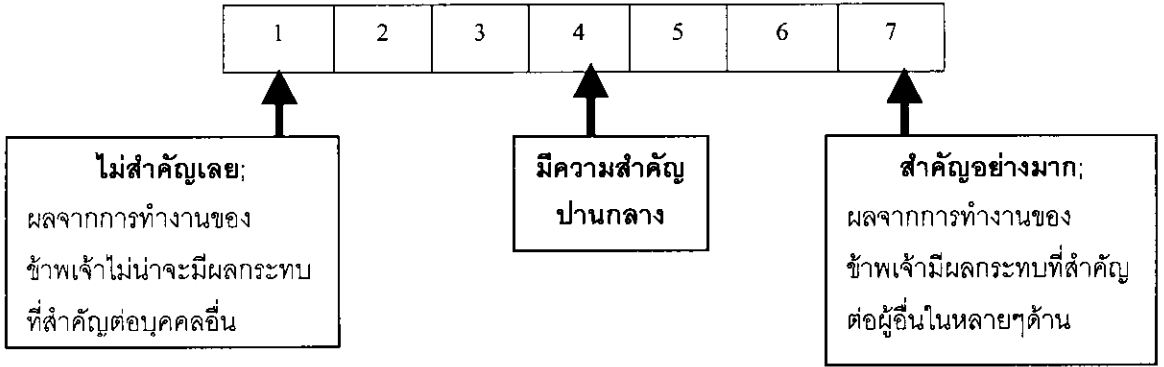 1 2 3 4 5 6 7
ไม่สำคัญเลย;
ผลจากการทำงานของ
ข้าพเจ้าไม่น่าจะมีผลกระทบ
ที่สำคัญต่อบุคคลอื่น
มีความสำคัญ
ปานกลาง
สำคัญอย่างมาก;
ผลจากการทำงานของ
ข้าพเจ้ามีผลกระทบที่สำคัญ
ต่อผู้อื่นในหลายๆด้าน